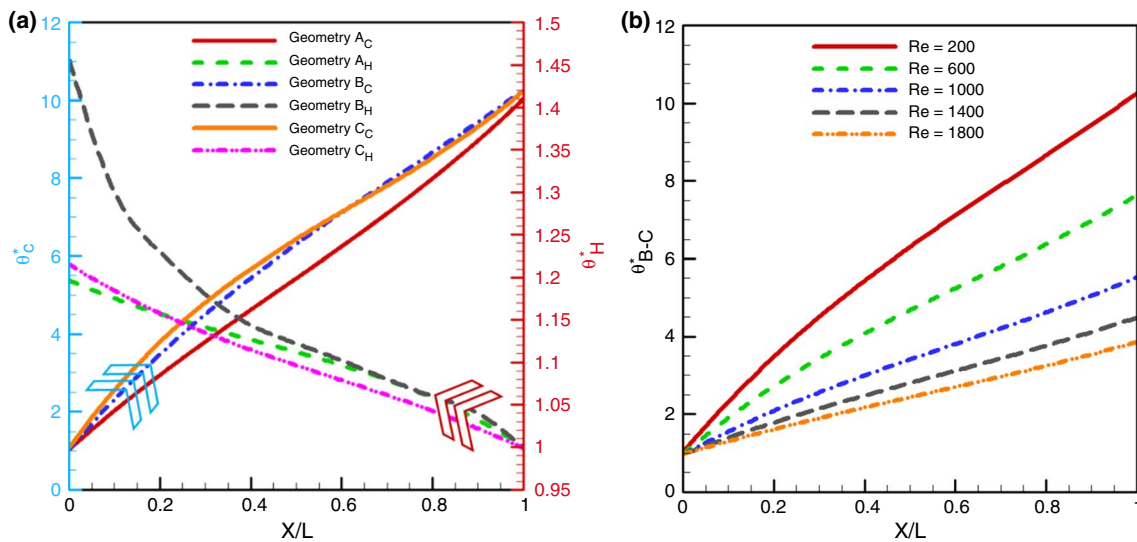 (a)
12
10
8
6
4
2
0
θ*C
Geometry AC
Geometry AH
Geometry BC
Geometry BH
Geometry CC
Geometry CH
1.5
1.45
1.4
1.35
1.3
1.25
1.2
1.15
1.1
1.05
1
0.95
θ*H
0
0.2
0.4
0.6
0.8
1
X/L
(b)
12
10
8
6
4
2
0
θ*B-C
Re = 200
Re = 600
Re = 1000
Re = 1400
Re = 1800
0
0.2
0.4
0.6
0.8
1
X/L